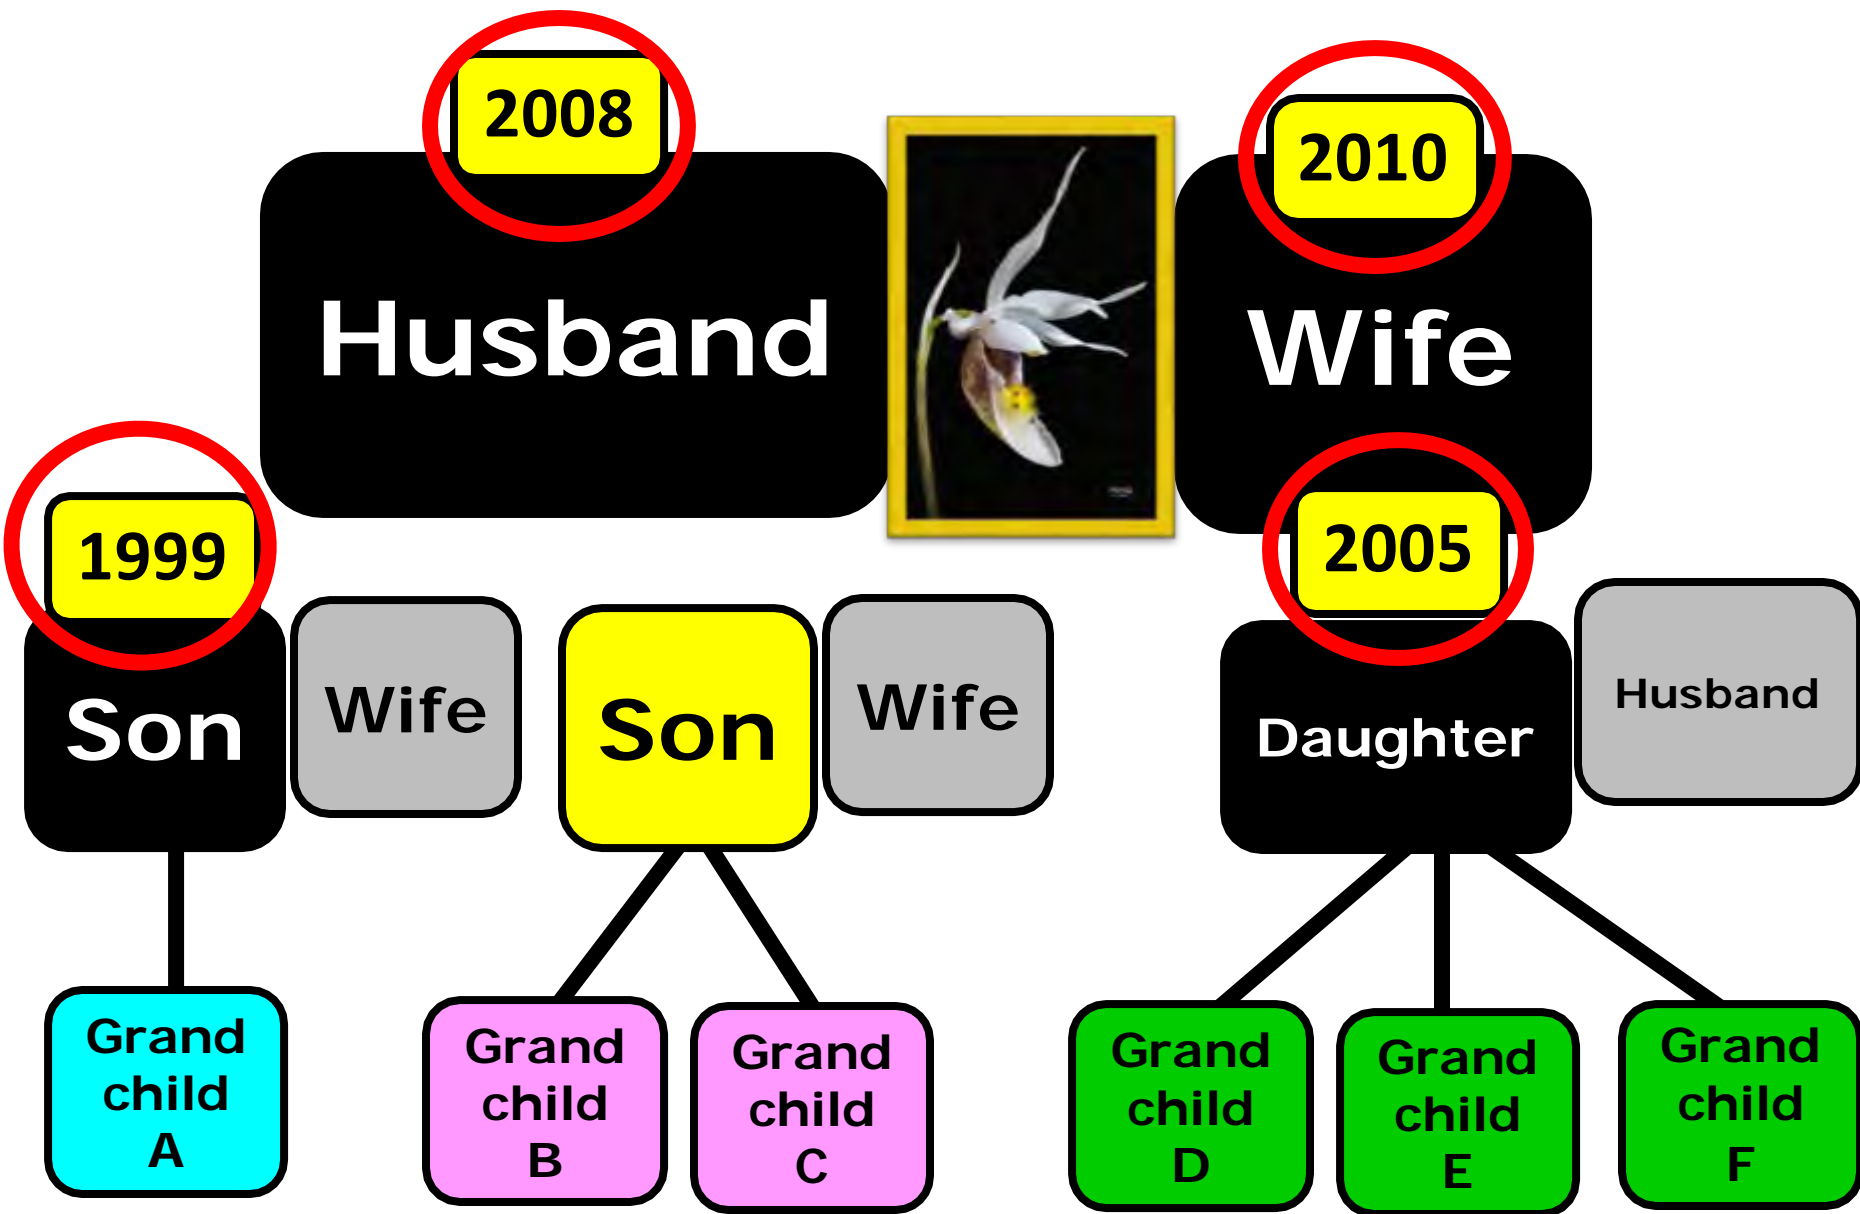 2008
2010
Husband
Wife
1999
2005
Son
Wife
Son
Wife
Daughter
Husband
Grand
child
A
Grand
child
B
Grand
child
C
Grand
child
D
Grand
child
E
Grand
child
F